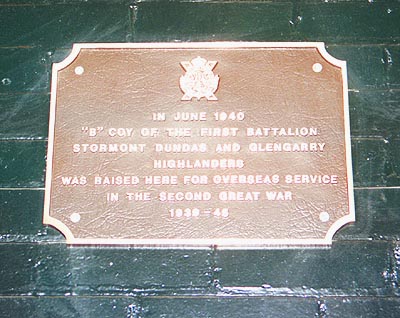 IN JUNE 1940
"B" COY OF THE FIRST BATTALION
STORMONT DUNDAS AND GLENGARRY
HIGHLANDERS
WAS RAISED HERE FOR OVERSEAS SERVICE
IN THE SECOND GREAT WAR
1939 - 45